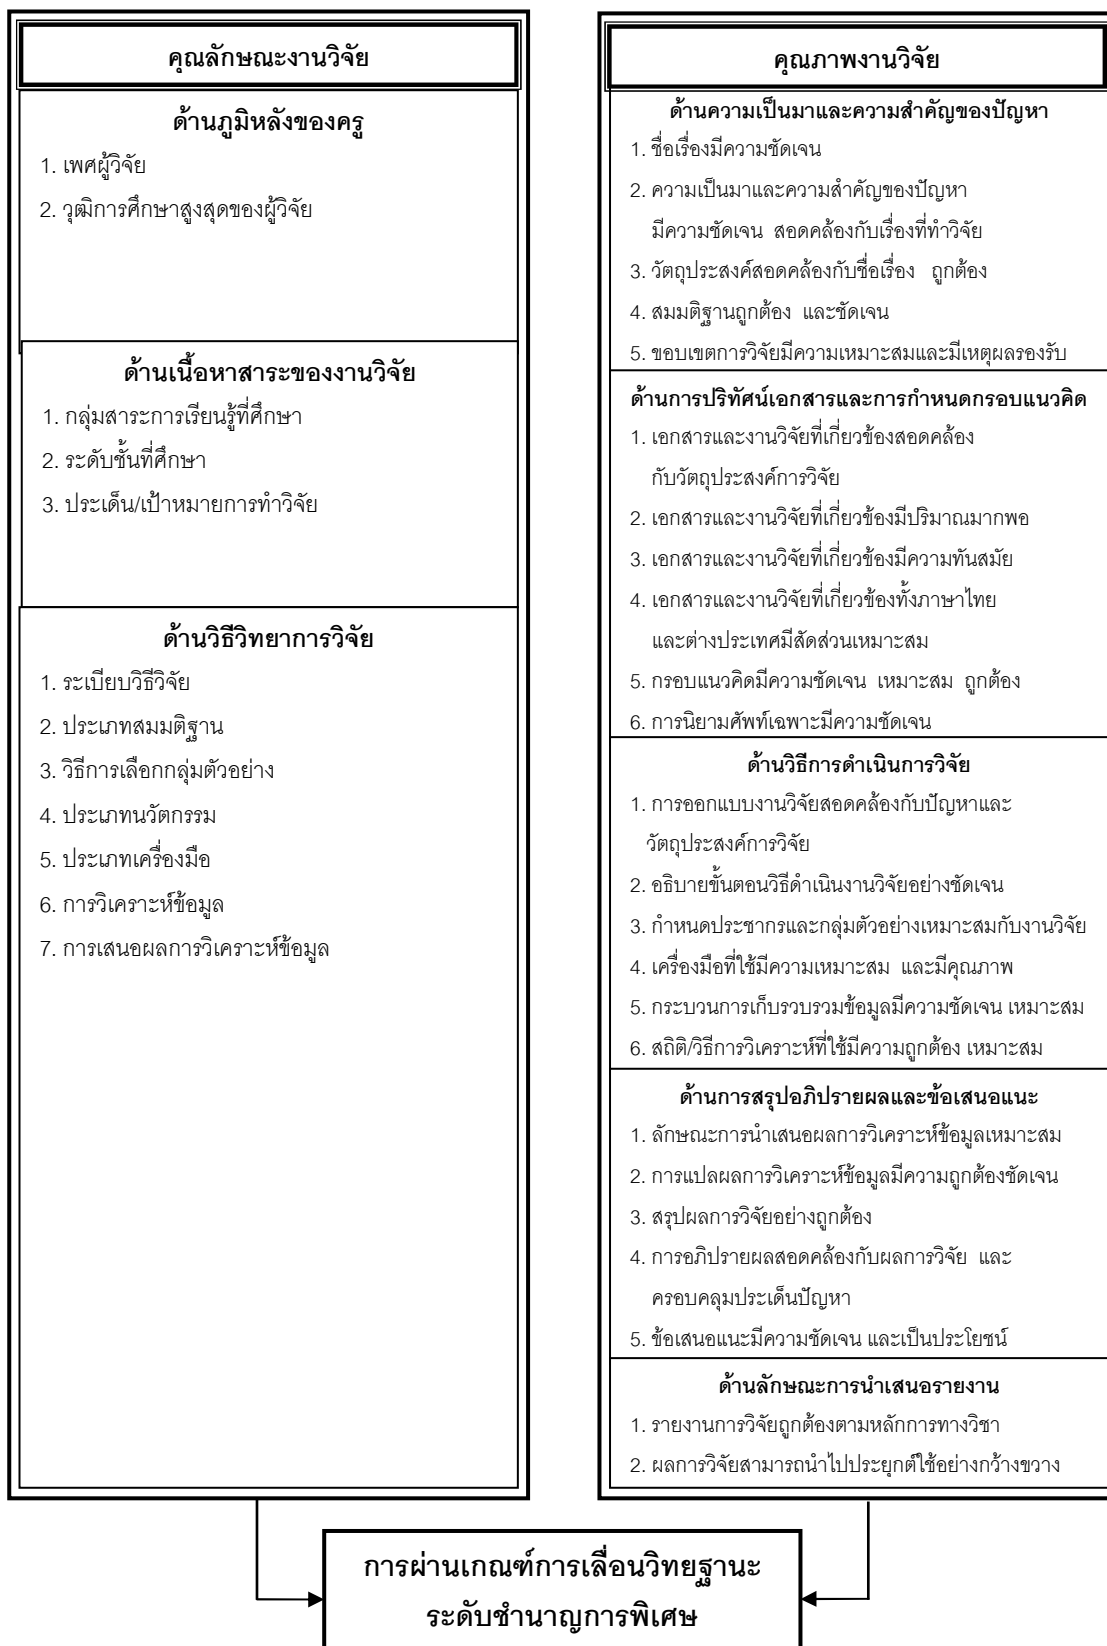 คุณลักษณะงานวิจัย
ด้านภูมิหลังของครู
1. เพศผู้วิจัย
2. วุฒิการศึกษาสูงสุดของผู้วิจัย
ด้านเนื้อหาสาระของงานวิจัย
1. กลุ่มสาระการเรียนรู้ที่ศึกษา
2. ระดับชั้นที่ศึกษา
3. ประเด็น/เป้าหมายการทำวิจัย
ด้านวิธีวิทยาการวิจัย
1. ระเบียบวิธีวิจัย
2. ประเภทสมมติฐาน
3. วิธีการเลือกกลุ่มตัวอย่าง
4. ประเภทนวัตกรรม
5. ประเภทเครื่องมือ
6. การวิเคราะห์ข้อมูล
7. การเสนอผลการวิเคราะห์ข้อมูล
คุณภาพงานวิจัย
ด้านความเป็นมาและความสำคัญของปัญหา
1. ชื่อเรื่องมีความชัดเจน
2. ความเป็นมาและความสำคัญของปัญหา
มีความชัดเจน สอดคล้องกับเรื่องที่ทำวิจัย
3. วัตถุประสงค์สอดคล้องกับชื่อเรื่อง ถูกต้อง
4. สมมติฐานถูกต้อง และชัดเจน
5. ขอบเขตการวิจัยมีความเหมาะสมและมีเหตุผลรองรับ
ด้านการปริทัศน์เอกสารและการกำหนดกรอบแนวคิด
1. เอกสารและงานวิจัยที่เกี่ยวข้องสอดคล้อง
กับวัตถุประสงค์การวิจัย
2. เอกสารและงานวิจัยที่เกี่ยวข้องมีปริมาณมากพอ
3. เอกสารและงานวิจัยที่เกี่ยวข้องมีความทันสมัย
4. เอกสารและงานวิจัยที่เกี่ยวข้องทั้งภาษาไทย
และต่างประเทศมีสัดส่วนเหมาะสม
5. กรอบแนวคิดมีความชัดเจน เหมาะสม ถูกต้อง
6. การนิยามศัพท์เฉพาะมีความชัดเจน
ด้านวิธีการดำเนินการวิจัย
1. การออกแบบงานวิจัยสอดคล้องกับปัญหาและ
วัตถุประสงค์การวิจัย
2. อธิบายขั้นตอนวิธีดำเนินงานวิจัยอย่างชัดเจน
3. กำหนดประชากรและกลุ่มตัวอย่างเหมาะสมกับงานวิจัย
4. เครื่องมือที่ใช้มีความเหมาะสม และมีคุณภาพ
5. กระบวนการเก็บรวบรวมข้อมูลมีความชัดเจน เหมาะสม
6. สถิติ/วิธีการวิเคราะห์ที่ใช้มีความถูกต้อง เหมาะสม
ด้านการสรุปอภิปรายผลและข้อเสนอแนะ
1. ลักษณะการนำเสนอผลการวิเคราะห์ข้อมูลเหมาะสม
2. การแปลผลการวิเคราะห์ข้อมูลมีความถูกต้องชัดเจน
3. สรุปผลการวิจัยอย่างถูกต้อง
4. การอภิปรายผลสอดคล้องกับผลการวิจัย และ
ครอบคลุมประเด็นปัญหา
5. ข้อเสนอแนะมีความชัดเจน และเป็นประโยชน์
ด้านลักษณะการนำเสนอรายงาน
1. รายงานการวิจัยถูกต้องตามหลักการทางวิชา
2. ผลการวิจัยสามารถนำไปประยุกต์ใช้อย่างกว้างขวาง
การผ่านเกณฑ์การเลื่อนวิทยฐานะ
ระดับชำนาญการพิเศษ